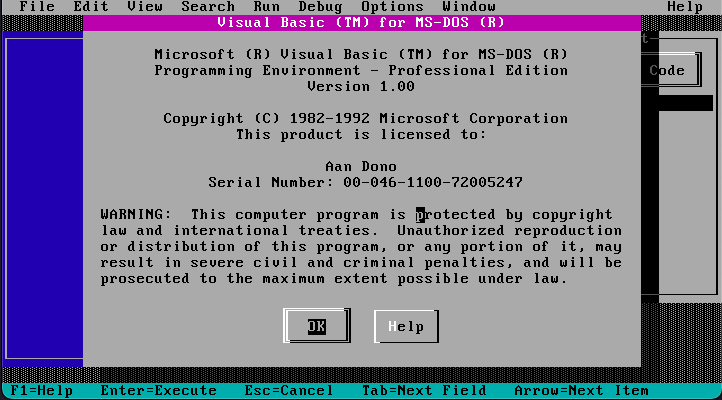 File Edit View Search Run Debug Options Window Help
Visual Basic (TM) for MS-DOS (R)
Microsoft (R) Visual Basic (TM) for MS-DOS (R)
Programming Environment - Professional Edition
Version 1.00
Code
Copyright (C) 1982-1992 Microsoft Corporation
This product is licensed to:
Aan Dono
Serial Number: 00-046-1100-72005247
WARNING: This computer program is protected by copyright
law and international treaties. Unauthorized reproduction
or distribution of this program, or any portion of it, may
result in severe civil and criminal penalties, and will be
prosecuted to the maximum extent possible under law.
OK Help
F1=Help Enter=Execute Esc=Cancel Tab=Next Field Arrow=Next Item